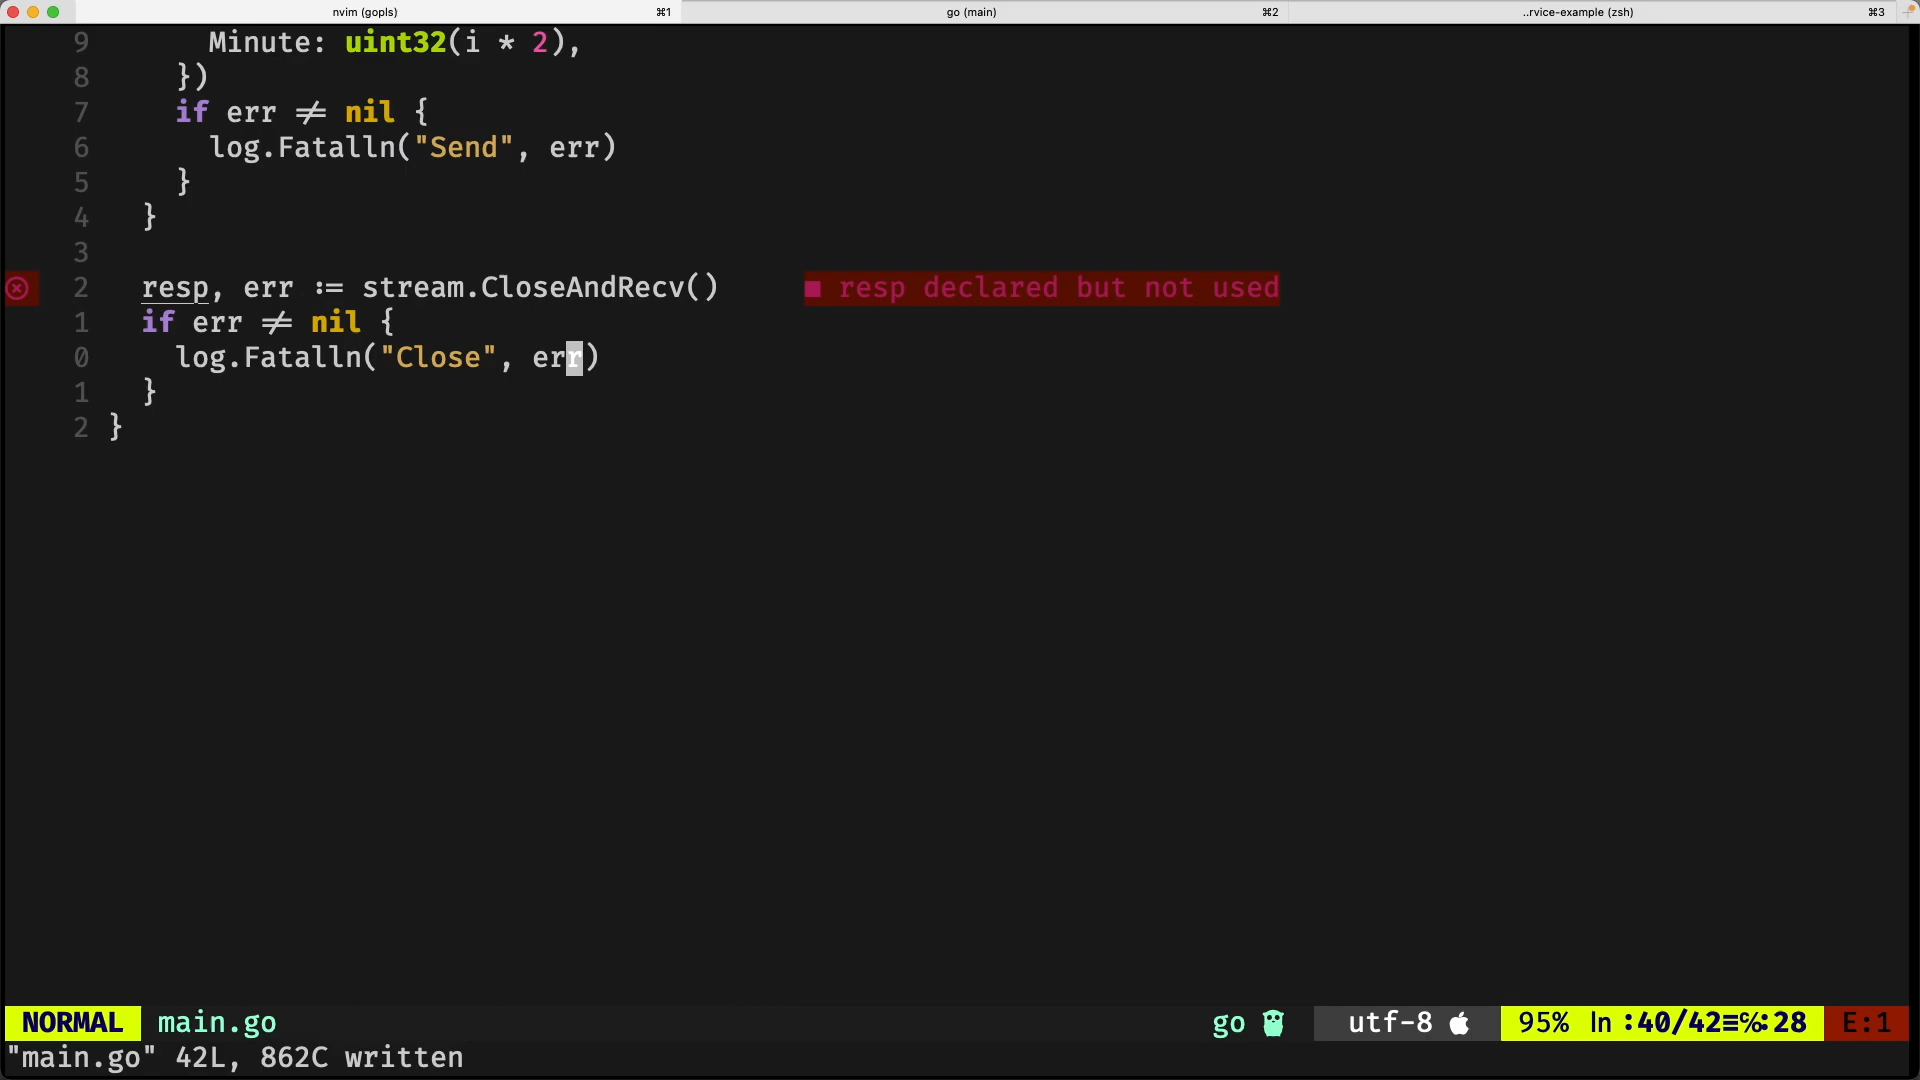 nvim (gopls) ⌘1 go (main) ⌘2 ..rvice-example (zsh) ⌘3
9 Minute: uint32(i * 2),
8 })
7 if err ≠ nil {
6 log.Fatalln("Send", err)
5 }
4 }
3
2 resp, err := stream.CloseAndRecv() ■ resp declared but not used
1 if err ≠ nil {
0 log.Fatalln("Close", err)
1 }
2 }
NORMAL main.go go utf-8 95% ln :40/42≡℅:28 E:1
"main.go" 42L, 862C written